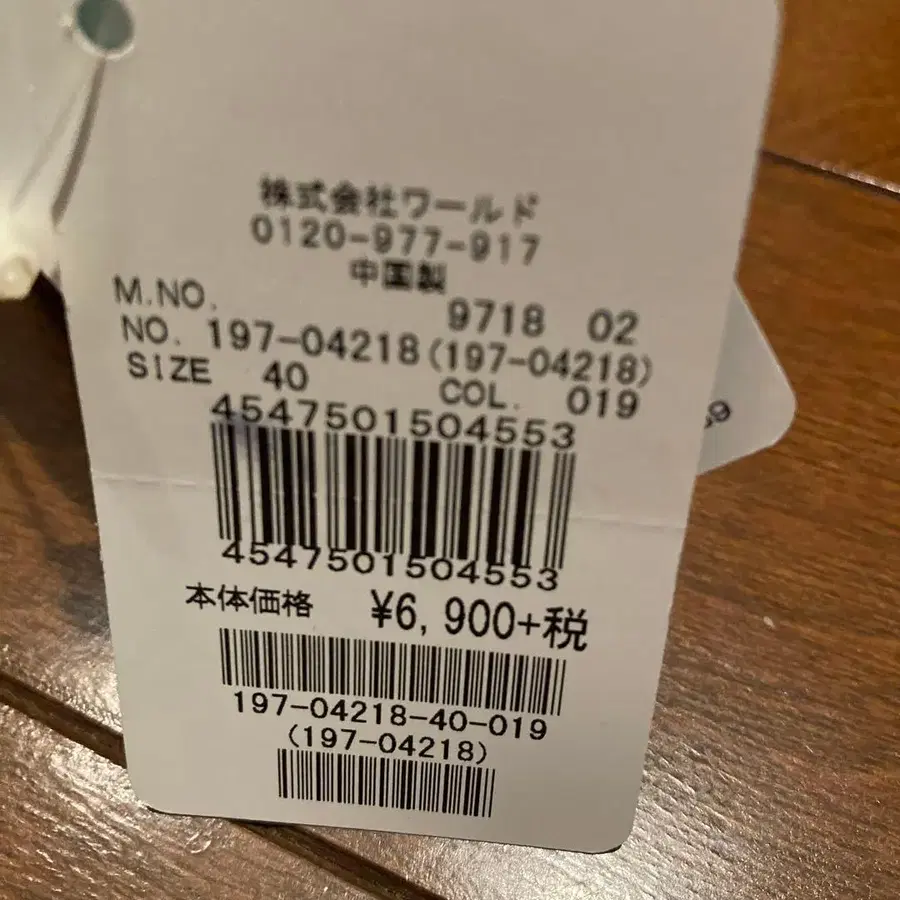 株式会社ワールド
0120-977-917
中国製
M.NO. 9718 02
NO. 197-04218(197-04218)
SIZE 40 COL. 019
4547501504553
4547501504553
本体価格 ¥6,900+税
197-04218-40-019
(197-04218)